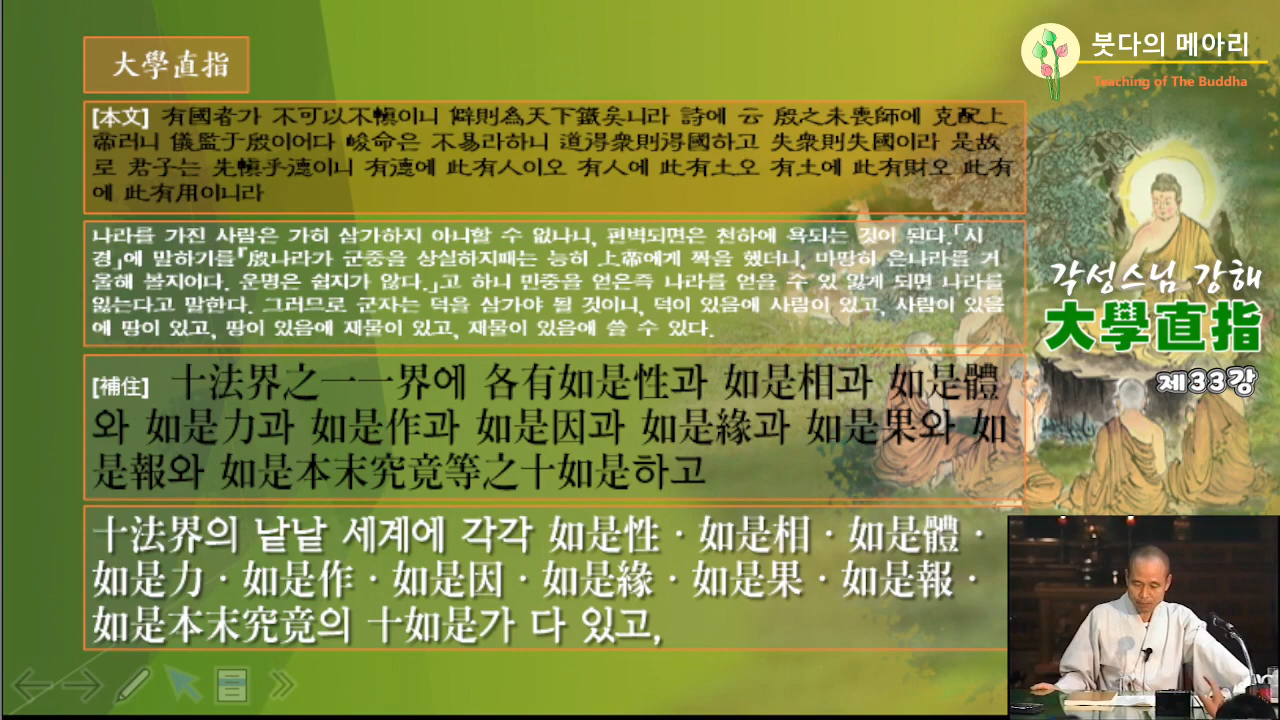 大學直指
[本文] 有國者가 不可以不愼이니 僻則為天下 矣니라 詩에 云 殷之未喪師에 克配上
帝러니 儀監于殷이어다 峻命은 不易라하니 道得衆則得國하고 失衆則失國이라 是故
로 君子는 先愼乎德이니 有德에 此有人이오 有人에 此有土오 有土에 此有財오 此有
에 此有用이니라
나라를 가진 사람은 가히 삼가하지 아니할 수 없나니, 편벽되면은 천하에 욕되는 것이 된다.「시
경」에 말하기를『殷나라가 군중을 상실하지때는 능히 上帝에게 짝을 했더니, 마땅히 은나라를 거
울해 볼지어다. 운명은 쉽지가 않다.』고 하니 민중을 얻은즉 나라를 얻을 수 있 잃게 되면 나라를
잃는다고 말한다. 그러므로 군자는 덕을 삼가야 될 것이니, 덕이 있음에 사람이 있고, 사람이 있음
에 땅이 있고, 땅이 있음에 재물이 있고, 재물이 있음에 쓸 수 있다.
[補住] 十法界之一一界에 各有如是性과 如是相과 如是體
와 如是力과 如是作과 如是因과 如是緣과 如是果와 如
是報와 如是本末究竟等之十如是하고
十法界의 낱낱 세계에 각각 如是性·如是相·如是體·
如是力·如是作·如是因·如是緣·如是果·如是報·
如是本末究竟의 十如是가 다 있고,
붓다의 메아리
Teaching of The Buddha
각성스님 강해
大學直指
제33강